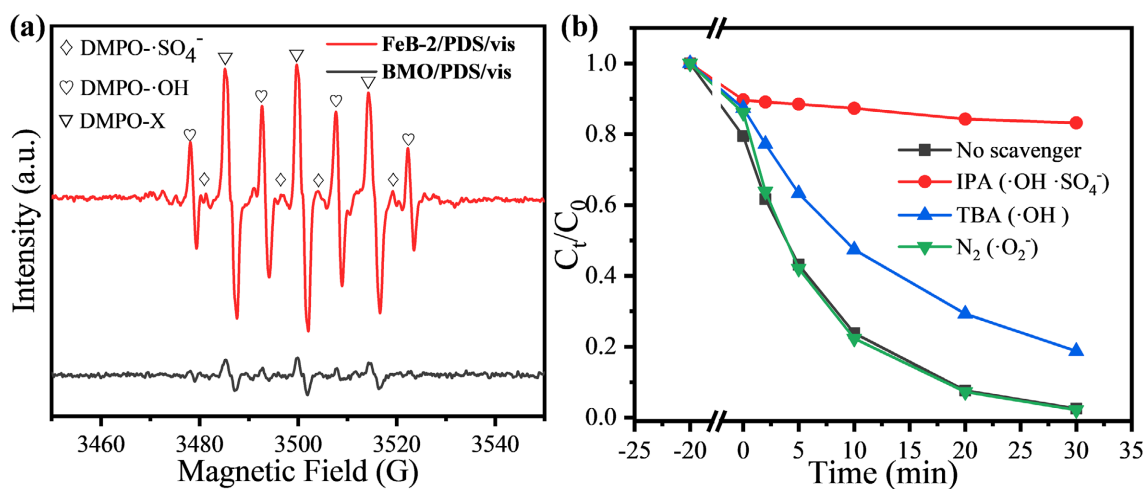 (a)
◇ DMPO-·SO₄⁻
♡ DMPO-·OH
▽ DMPO-X
FeB-2/PDS/vis
BMO/PDS/vis
Intensity (a.u.)
3460 3480 3500 3520 3540
Magnetic Field (G)
(b)
1.0
0.8
0.6
0.4
0.2
0.0
Cₜ/C₀
No scavenger
IPA (·OH ·SO₄⁻)
TBA (·OH )
N₂ (·O₂⁻)
-25 -20 0 5 10 15 20 25 30 35
Time (min)